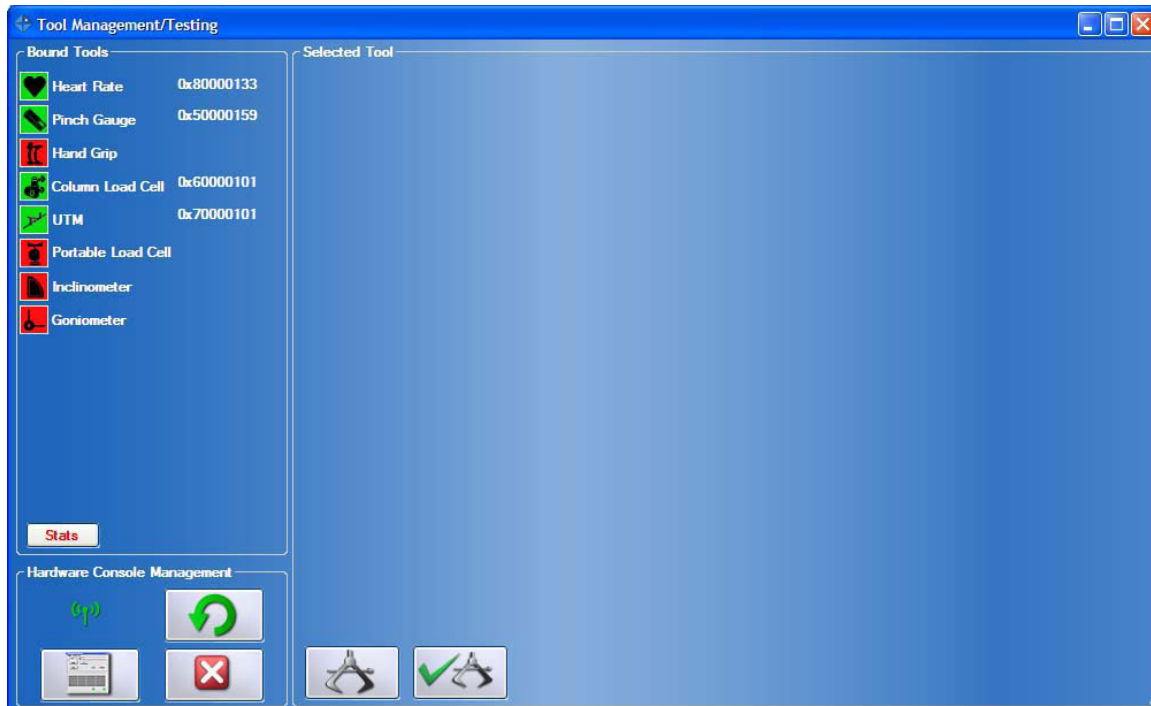 Tool Management/Testing
Bound Tools
Heart Rate 0x80000133
Pinch Gauge 0x50000159
Hand Grip
Column Load Cell 0x60000101
UTM 0x70000101
Portable Load Cell
Inclinometer
Goniometer
Stats
Hardware Console Management
Selected Tool